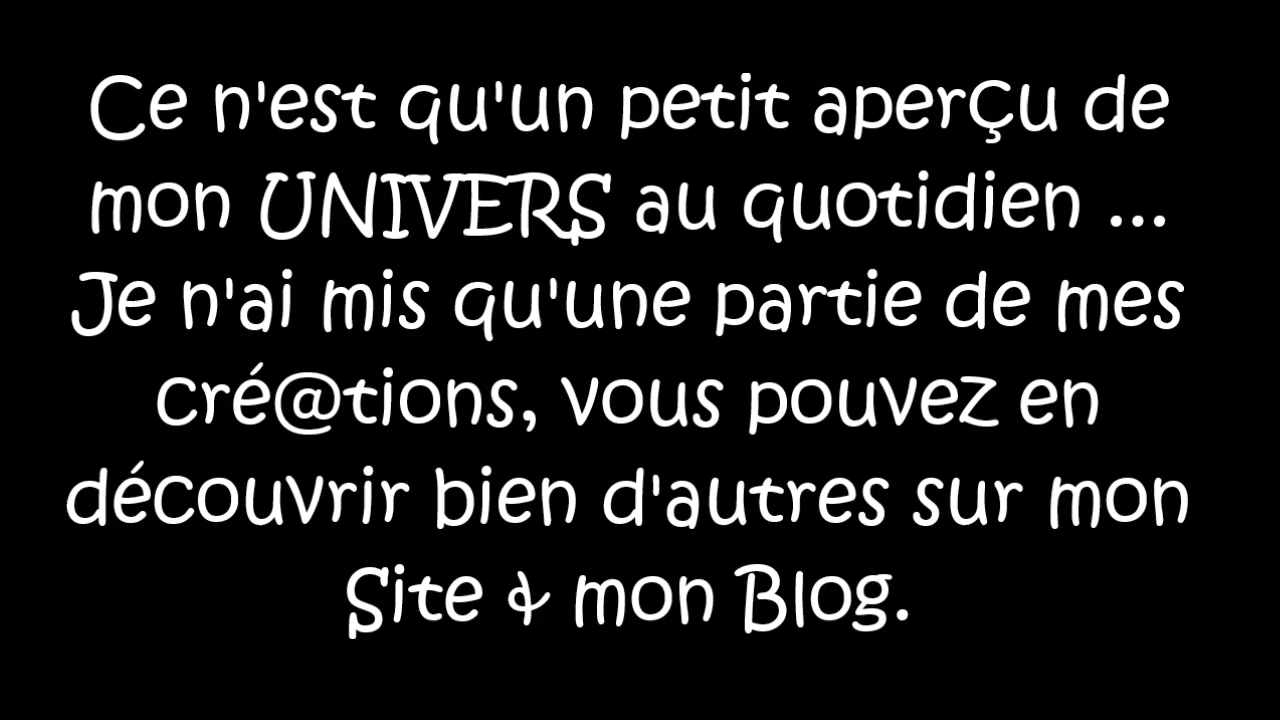 Ce n'est qu'un petit aperçu de
mon UNIVERS au quotidien ...
Je n'ai mis qu'une partie de mes
cré@tions, vous pouvez en
découvrir bien d'autres sur mon
Site & mon Blog.